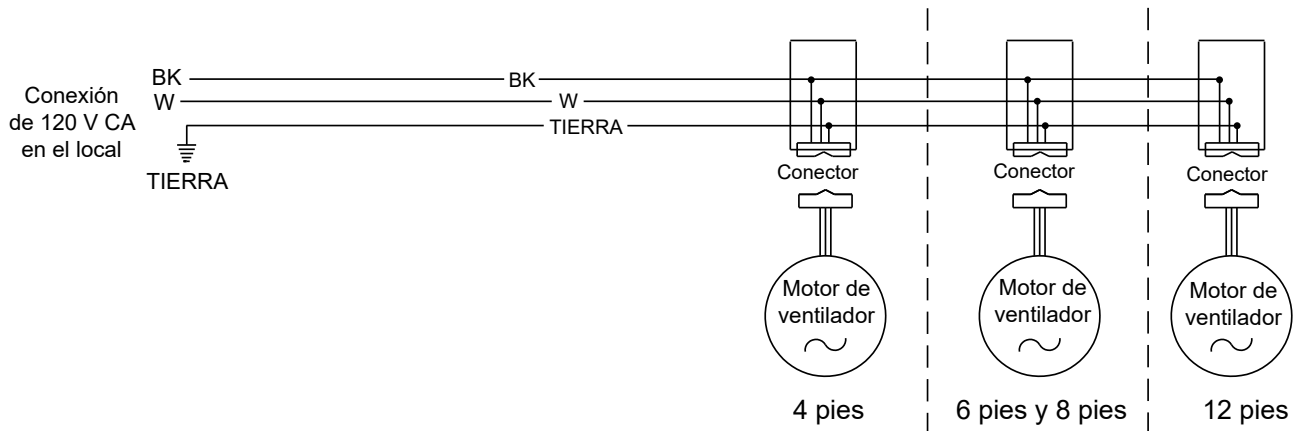 Conexión
de 120 V CA
en el local
BK
W
TIERRA
BK
W
TIERRA
Conector
Conector
Conector
Motor de
ventilador
Motor de
ventilador
Motor de
ventilador
4 pies
6 pies y 8 pies
12 pies